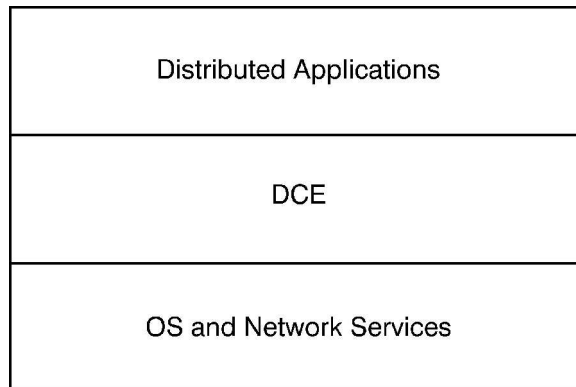 Distributed Applications
DCE
OS and Network Services